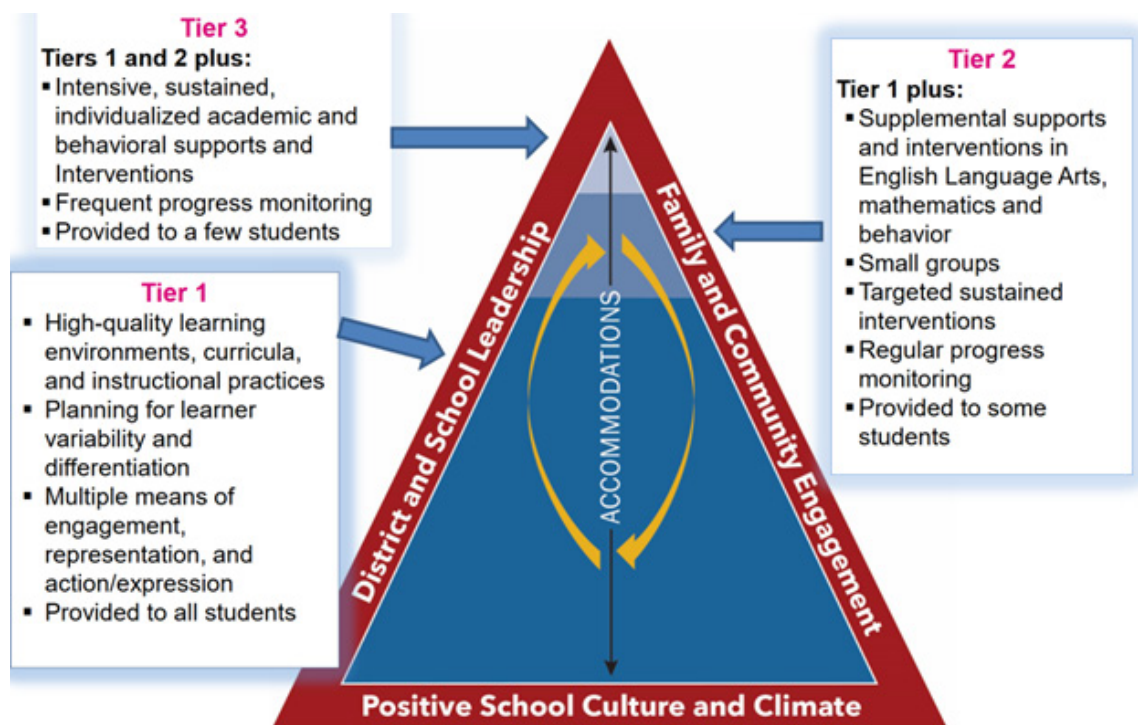 Tier 3
Tiers 1 and 2 plus:
▪ Intensive, sustained,
individualized academic and
behavioral supports and
Interventions
▪ Frequent progress monitoring
▪ Provided to a few students
Tier 1
▪ High-quality learning
environments, curricula,
and instructional practices
▪ Planning for learner
variability and
differentiation
▪ Multiple means of
engagement,
representation, and
action/expression
▪ Provided to all students
District and School Leadership
ACCOMMODATIONS
Family and Community Engagement
Positive School Culture and Climate
Tier 2
Tier 1 plus:
▪ Supplemental supports
and interventions in
English Language Arts,
mathematics and
behavior
▪ Small groups
▪ Targeted sustained
interventions
▪ Regular progress
monitoring
▪ Provided to some
students